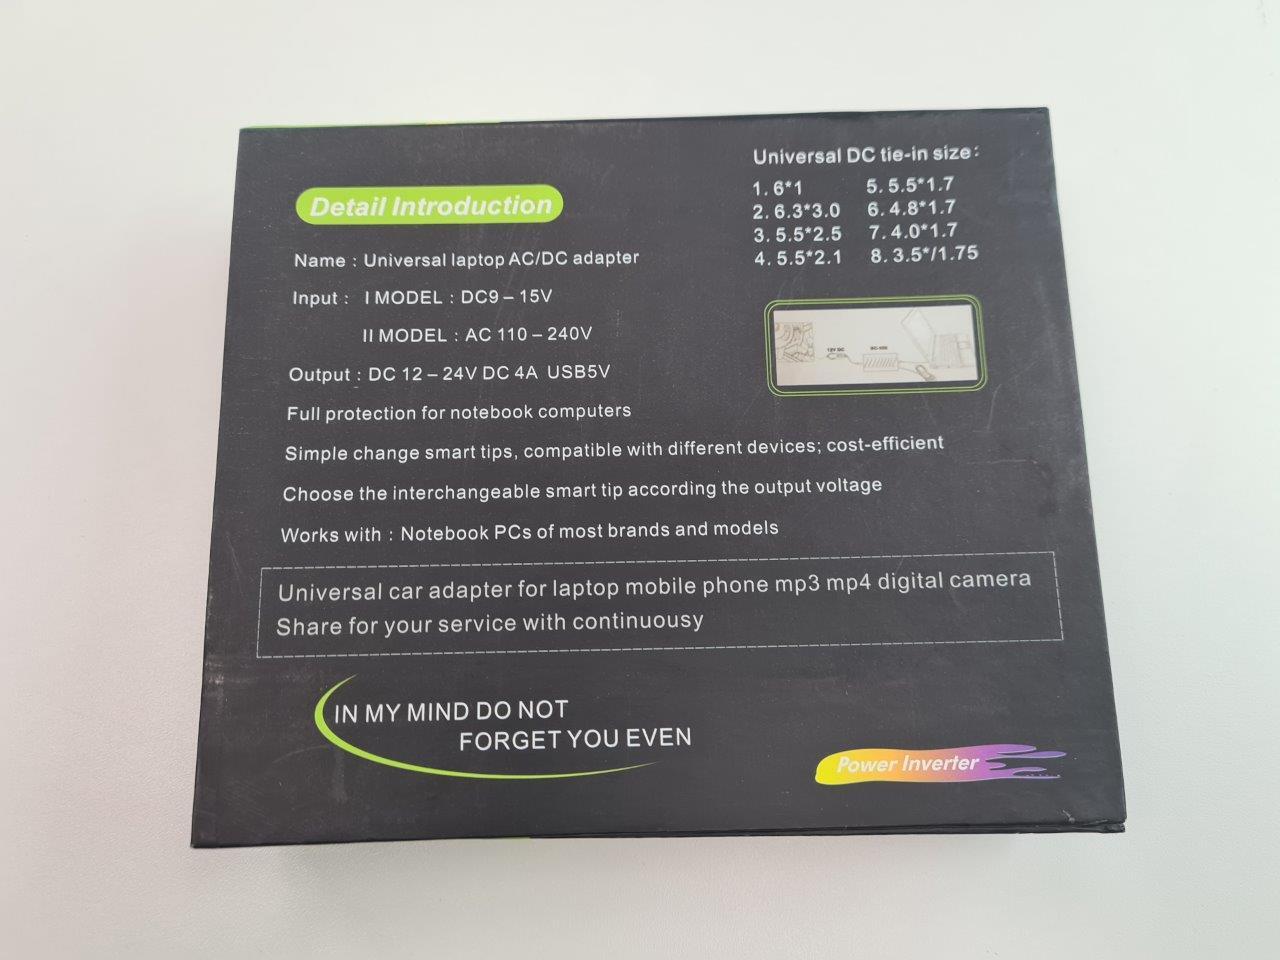 Detail Introduction
Name : Universal laptop AC/DC adapter
Input : I MODEL : DC9 – 15V
II MODEL : AC 110 – 240V
Output : DC 12 – 24V DC 4A USB5V
Full protection for notebook computers
Simple change smart tips, compatible with different devices; cost-efficient
Choose the interchangeable smart tip according the output voltage
Works with : Notebook PCs of most brands and models
Universal DC tie-in size:
1. 6*1 5. 5.5*1.7
2. 6.3*3.0 6. 4.8*1.7
3. 5.5*2.5 7. 4.0*1.7
4. 5.5*2.1 8. 3.5*/1.75
12V DC
Universal car adapter for laptop mobile phone mp3 mp4 digital camera
Share for your service with continuousy
IN MY MIND DO NOT
FORGET YOU EVEN
Power Inverter